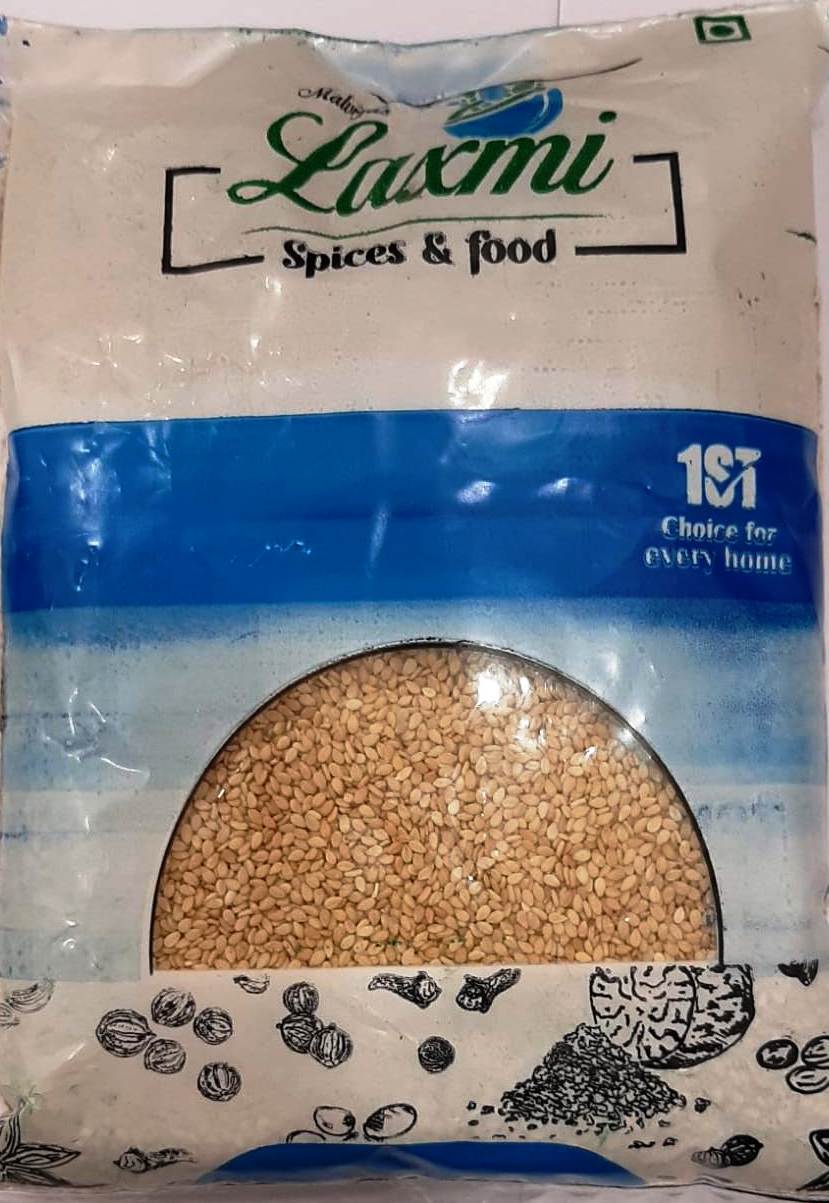 Laxmi
Spices & food
1ST
Choice for
every home